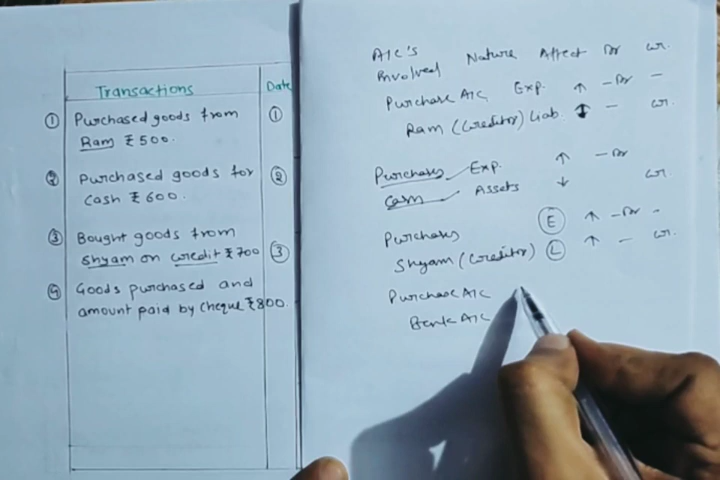 Transactions
Date
① Purchased goods from
Ram ₹500.
①
② Purchased goods for
cash ₹600.
②
③ Bought goods from
Shyam on credit ₹700
③
④ Goods purchased and
amount paid by cheque ₹800.
A/C's
Involved Nature Affect Dr Cr.
Purchase A/C Exp. ↑ - Dr -
Ram (Creditor) Liab. ↑ - Cr.
Purchases Exp. ↑ - Dr
Cash Assets ↓ Cr.
Purchases Ⓔ ↑ - Dr -
Shyam (Creditor) Ⓛ ↑ - Cr.
Purchase A/C
Bank A/C